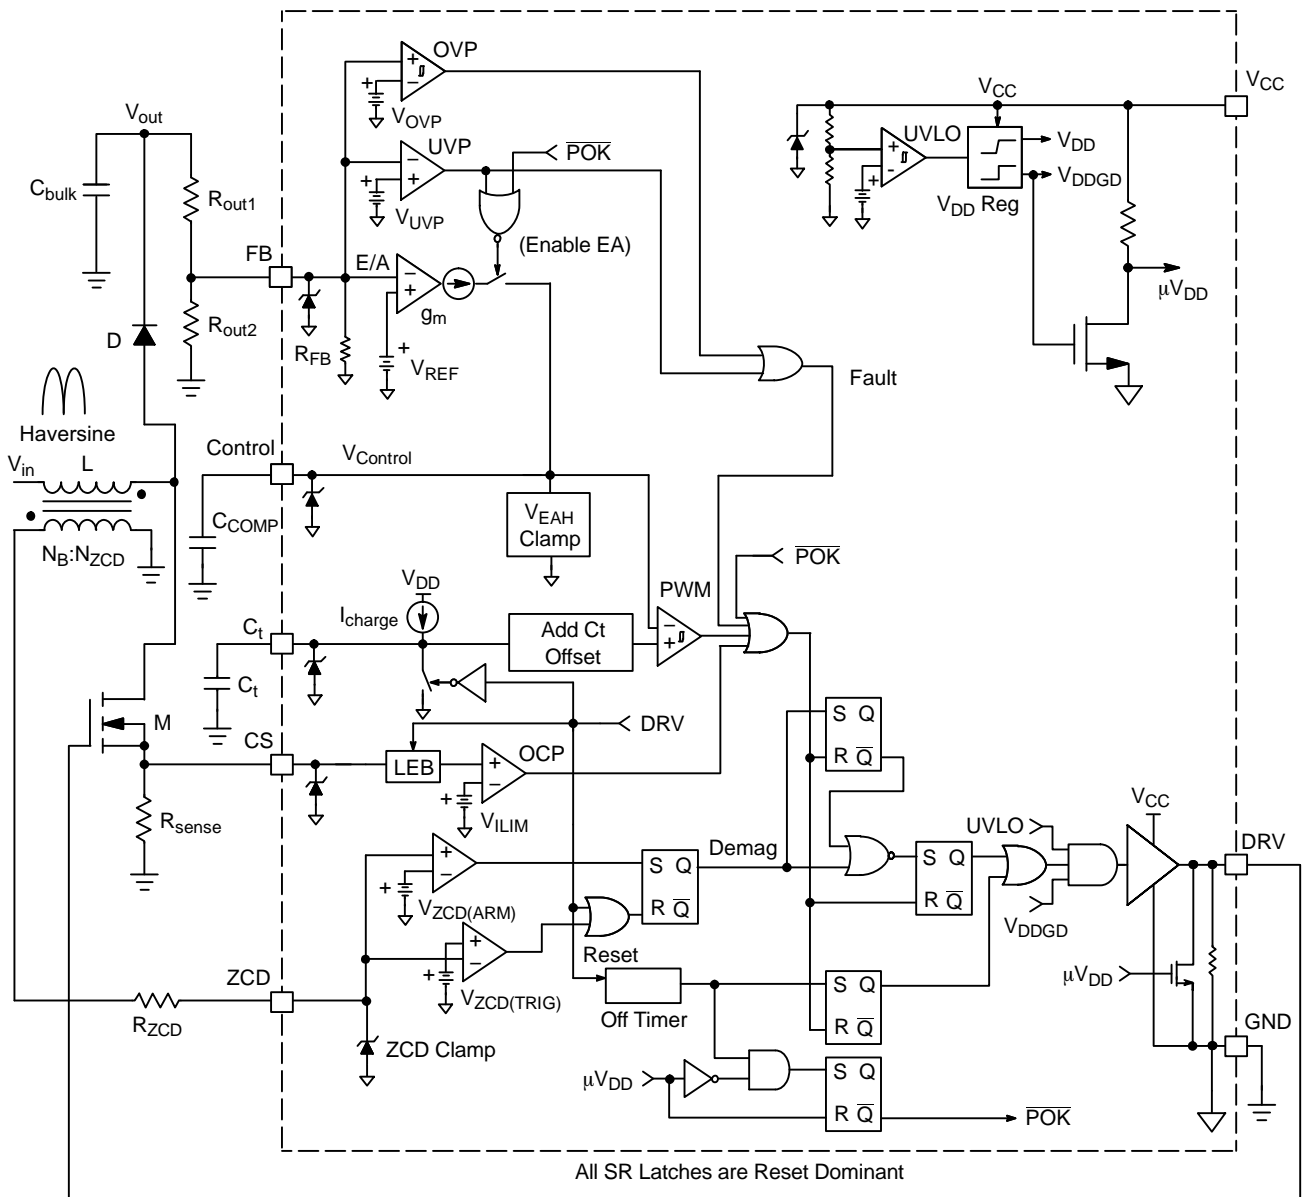 OVP
+
−
+
VOVP
UVP
−
+
+
VUVP
POK
(Enable EA)
E/A
−
+
gm
RFB
+
VREF
FB
Vout
Cbulk
Rout1
Rout2
D
Haversine
Vin
L
NB:NZCD
VCC
VCC
UVLO
+
−
+
VDD
VDDGD
VDD Reg
μVDD
Fault
Control
VControl
CCOMP
VEAH
Clamp
POK
VDD
Icharge
PWM
−
+
Add Ct
Offset
Ct
Ct
DRV
M
CS
LEB
OCP
+
−
+
VILIM
Rsense
S Q
R Q
Demag
UVLO
VCC
DRV
+
−
+
VZCD(ARM)
S Q
R Q
S Q
R Q
VDDGD
+
−
+
VZCD(TRIG)
Reset
Off Timer
ZCD
RZCD
ZCD Clamp
S Q
R Q
μVDD
GND
μVDD
S Q
R Q
POK
All SR Latches are Reset Dominant